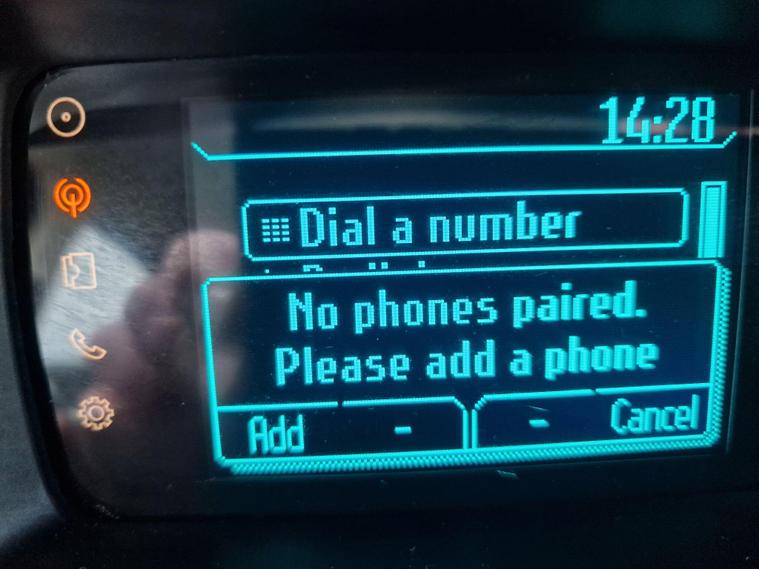 14:28
Dial a number
No phones paired.
Please add a phone
Add - - Cancel